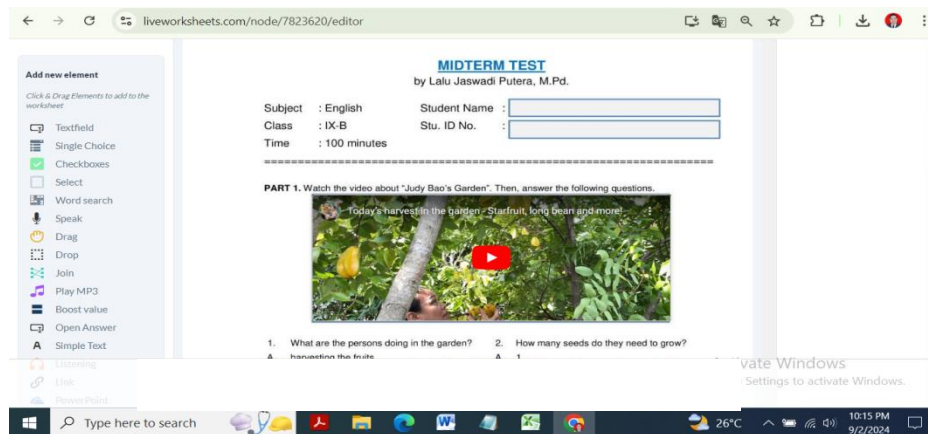 liveworksheets.com/node/7823620/editor
Add new element
Click & Drag Elements to add to the
worksheet
Textfield
Single Choice
Checkboxes
Select
Word search
Speak
Drag
Drop
Join
Play MP3
Boost value
Open Answer
Simple Text
Listening
Link
PowerPoint
MIDTERM TEST
by Lalu Jaswadi Putera, M.Pd.
Subject : English Student Name :
Class : IX-B Stu. ID No. :
Time : 100 minutes
PART 1. Watch the video about "Judy Bao's Garden". Then, answer the following questions.
Today's harvest in the garden - Starfruit, long bean and more!
1. What are the persons doing in the garden? 2. How many seeds do they need to grow?
A harvesting the fruits A 1
vate Windows
Settings to activate Windows.
Type here to search
26°C
10:15 PM
9/2/2024